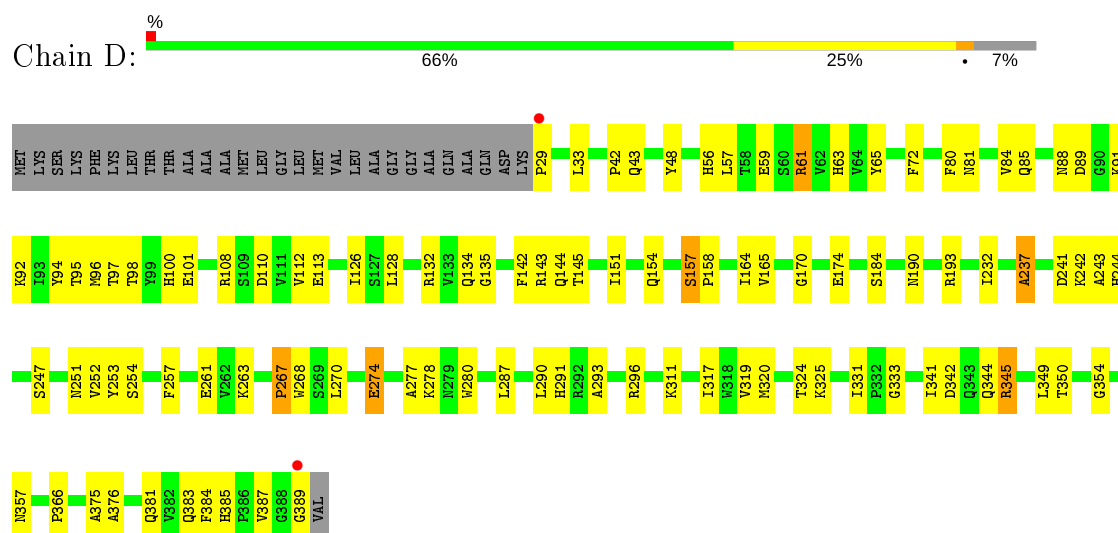 %
Chain D:
66% 25% • 7%
MET LYS SER LYS PHE LYS LEU THR THR ALA ALA ALA MET LEU GLY LEU MET VAL LEU ALA GLY GLY ALA GLN ALA GLN ASP LYS P29 L33 P42 Q43 Y48 H56 L57 T58 E59 S60 R61 V62 H63 V64 Y65 F72 F80 N81 V84 Q85 N88 D89 G90 K91
K92 I93 Y94 T95 M96 T97 T98 Y99 H100 E101 R108 S109 D110 V111 V112 E113 I126 S127 L128 R132 V133 Q134 G135 F142 R143 Q144 T145 I151 Q154 S157 P158 I164 V165 G170 E174 S184 N190 R193 I232 A237 D241 K242 A243 H244
S247 N251 V252 Y253 S254 F257 E261 V262 K263 P267 W268 S269 L270 E274 A277 K278 N279 W280 L287 L290 H291 R292 A293 R296 K311 I317 W318 V319 M320 T324 K325 I331 P332 G333 I341 D342 Q343 Q344 R345 L349 T350 G354
N357 P366 A375 A376 Q381 V382 Q383 F384 H385 P386 V387 G388 G389 VAL